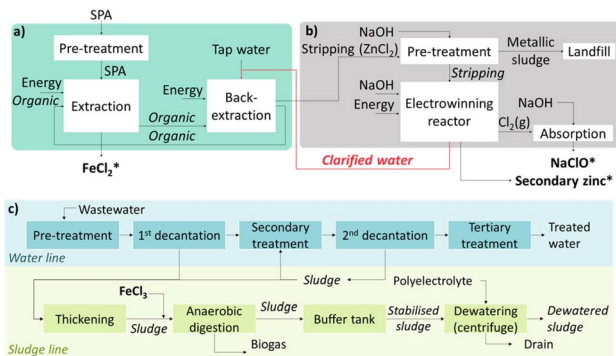 SPA
a)
Pre-treatment
SPA
Energy
Organic
Extraction
Tap water
Energy
Back-
extraction
Organic
Organic
FeCl2*
b)
NaOH
Stripping (ZnCl2)
Pre-treatment
Metallic
sludge
Landfill
Stripping
NaOH
Energy
Electrowinning
reactor
NaOH
Cl2(g)
Absorption
Clarified water
NaClO*
Secondary zinc*
c)
Wastewater
Pre-treatment
1st decantation
Secondary
treatment
2nd decantation
Tertiary
treatment
Treated
water
Water line
Sludge
Polyelectrolyte
FeCl3
Thickening
Sludge
Anaerobic
digestion
Sludge
Buffer tank
Stabilised
sludge
Dewatering
(centrifuge)
Dewatered
sludge
Biogas
Drain
Sludge line